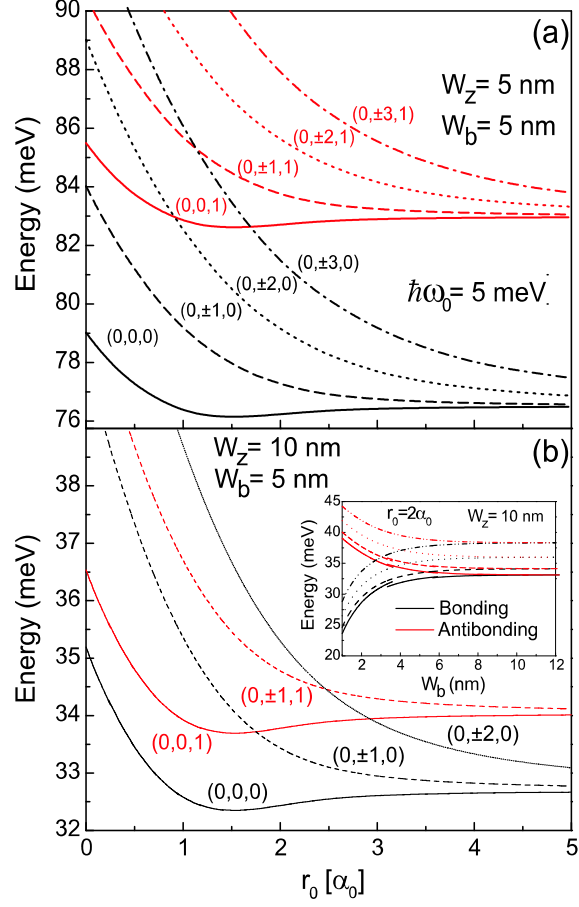 90
88
86
84
82
80
78
76
Energy (meV)
(a)
W_z= 5 nm
W_b= 5 nm
(0,±3,1)
(0,±2,1)
(0,±1,1)
(0,0,1)
(0,±3,0)
(0,±2,0)
(0,±1,0)
(0,0,0)
ħω₀= 5 meV
(b)
W_z= 10 nm
W_b= 5 nm
38
37
36
35
34
33
32
Energy (meV)
r₀=2α₀ W_z= 10 nm
45
40
35
30
25
20
Energy (meV)
Bonding
Antibonding
2 4 6 8 10 12
W_b (nm)
(0,±1,1)
(0,0,1)
(0,±2,0)
(0,±1,0)
(0,0,0)
0 1 2 3 4 5
r₀ [α₀]